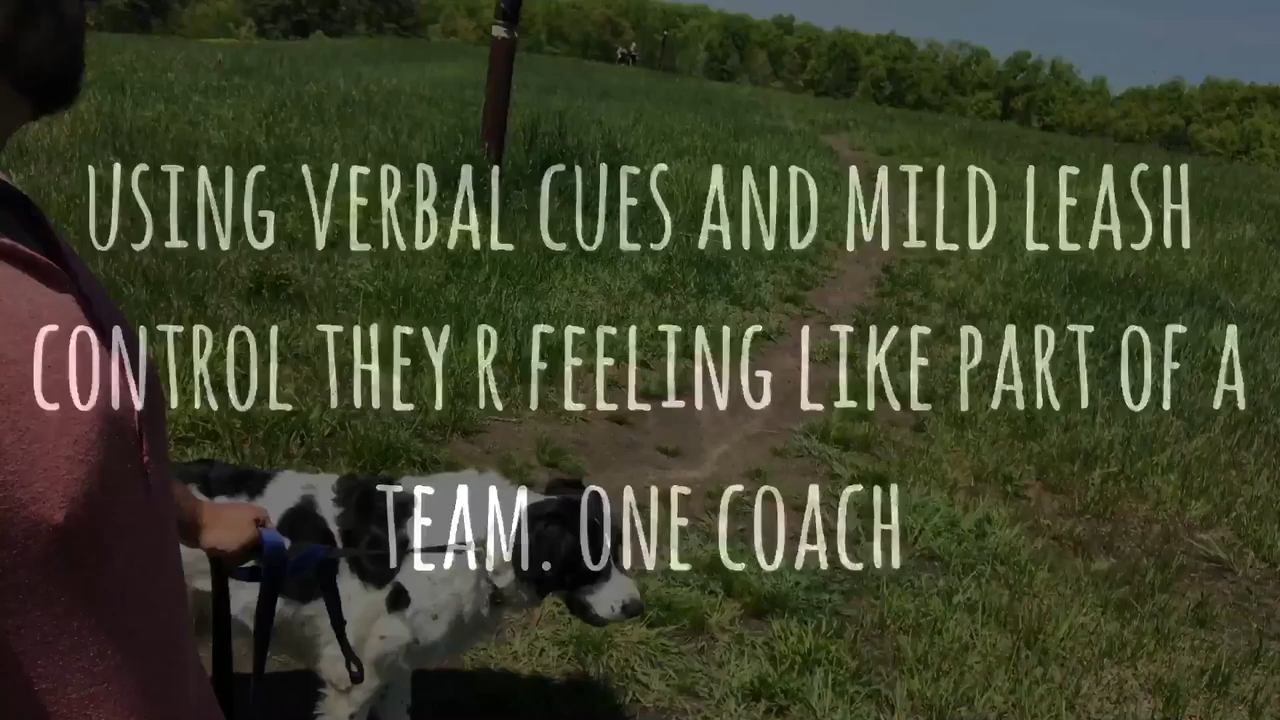 USING VERBAL CUES AND MILD LEASH
CONTROL THEY R FEELING LIKE PART OF A
TEAM. ONE COACH